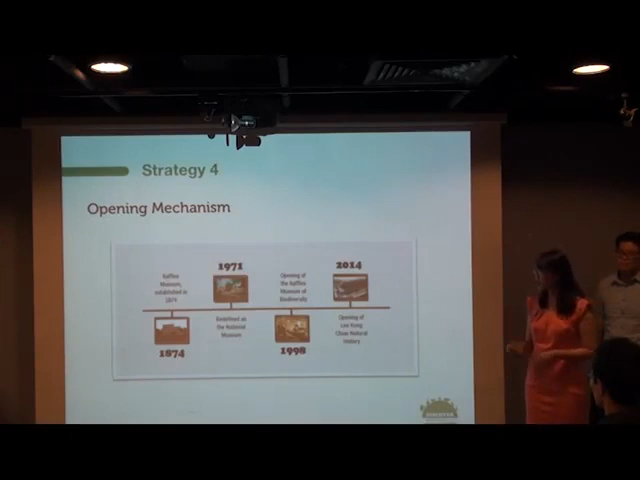 Strategy 4
Opening Mechanism
1971
2014
Raffles
Museum,
established in
1874
Opening of
the Raffles
Museum of
Biodiversity
Redefined as
the National
Museum
Opening of
Lee Kong
Chian Natural
History
1874
1998